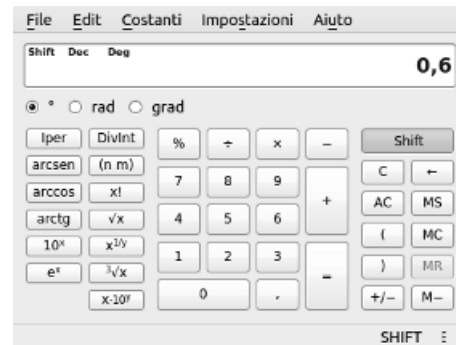 File Edit Costanti Impostazioni Aiuto
Shift Dec Deg
0,6
° rad grad
Iper DivInt % ÷ × − Shift
arcsen (n m) 7 8 9 C ←
arccos x! + AC MS
arctg √x 4 5 6 ( MC
10ˣ x¹ᐟʸ 1 2 3 ) MR
eˣ ³√x =
x·10ʸ 0 , +/− M−
SHIFT